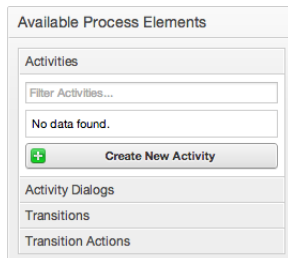 Available Process Elements
Activities
Filter Activities...
No data found.
Create New Activity
Activity Dialogs
Transitions
Transition Actions